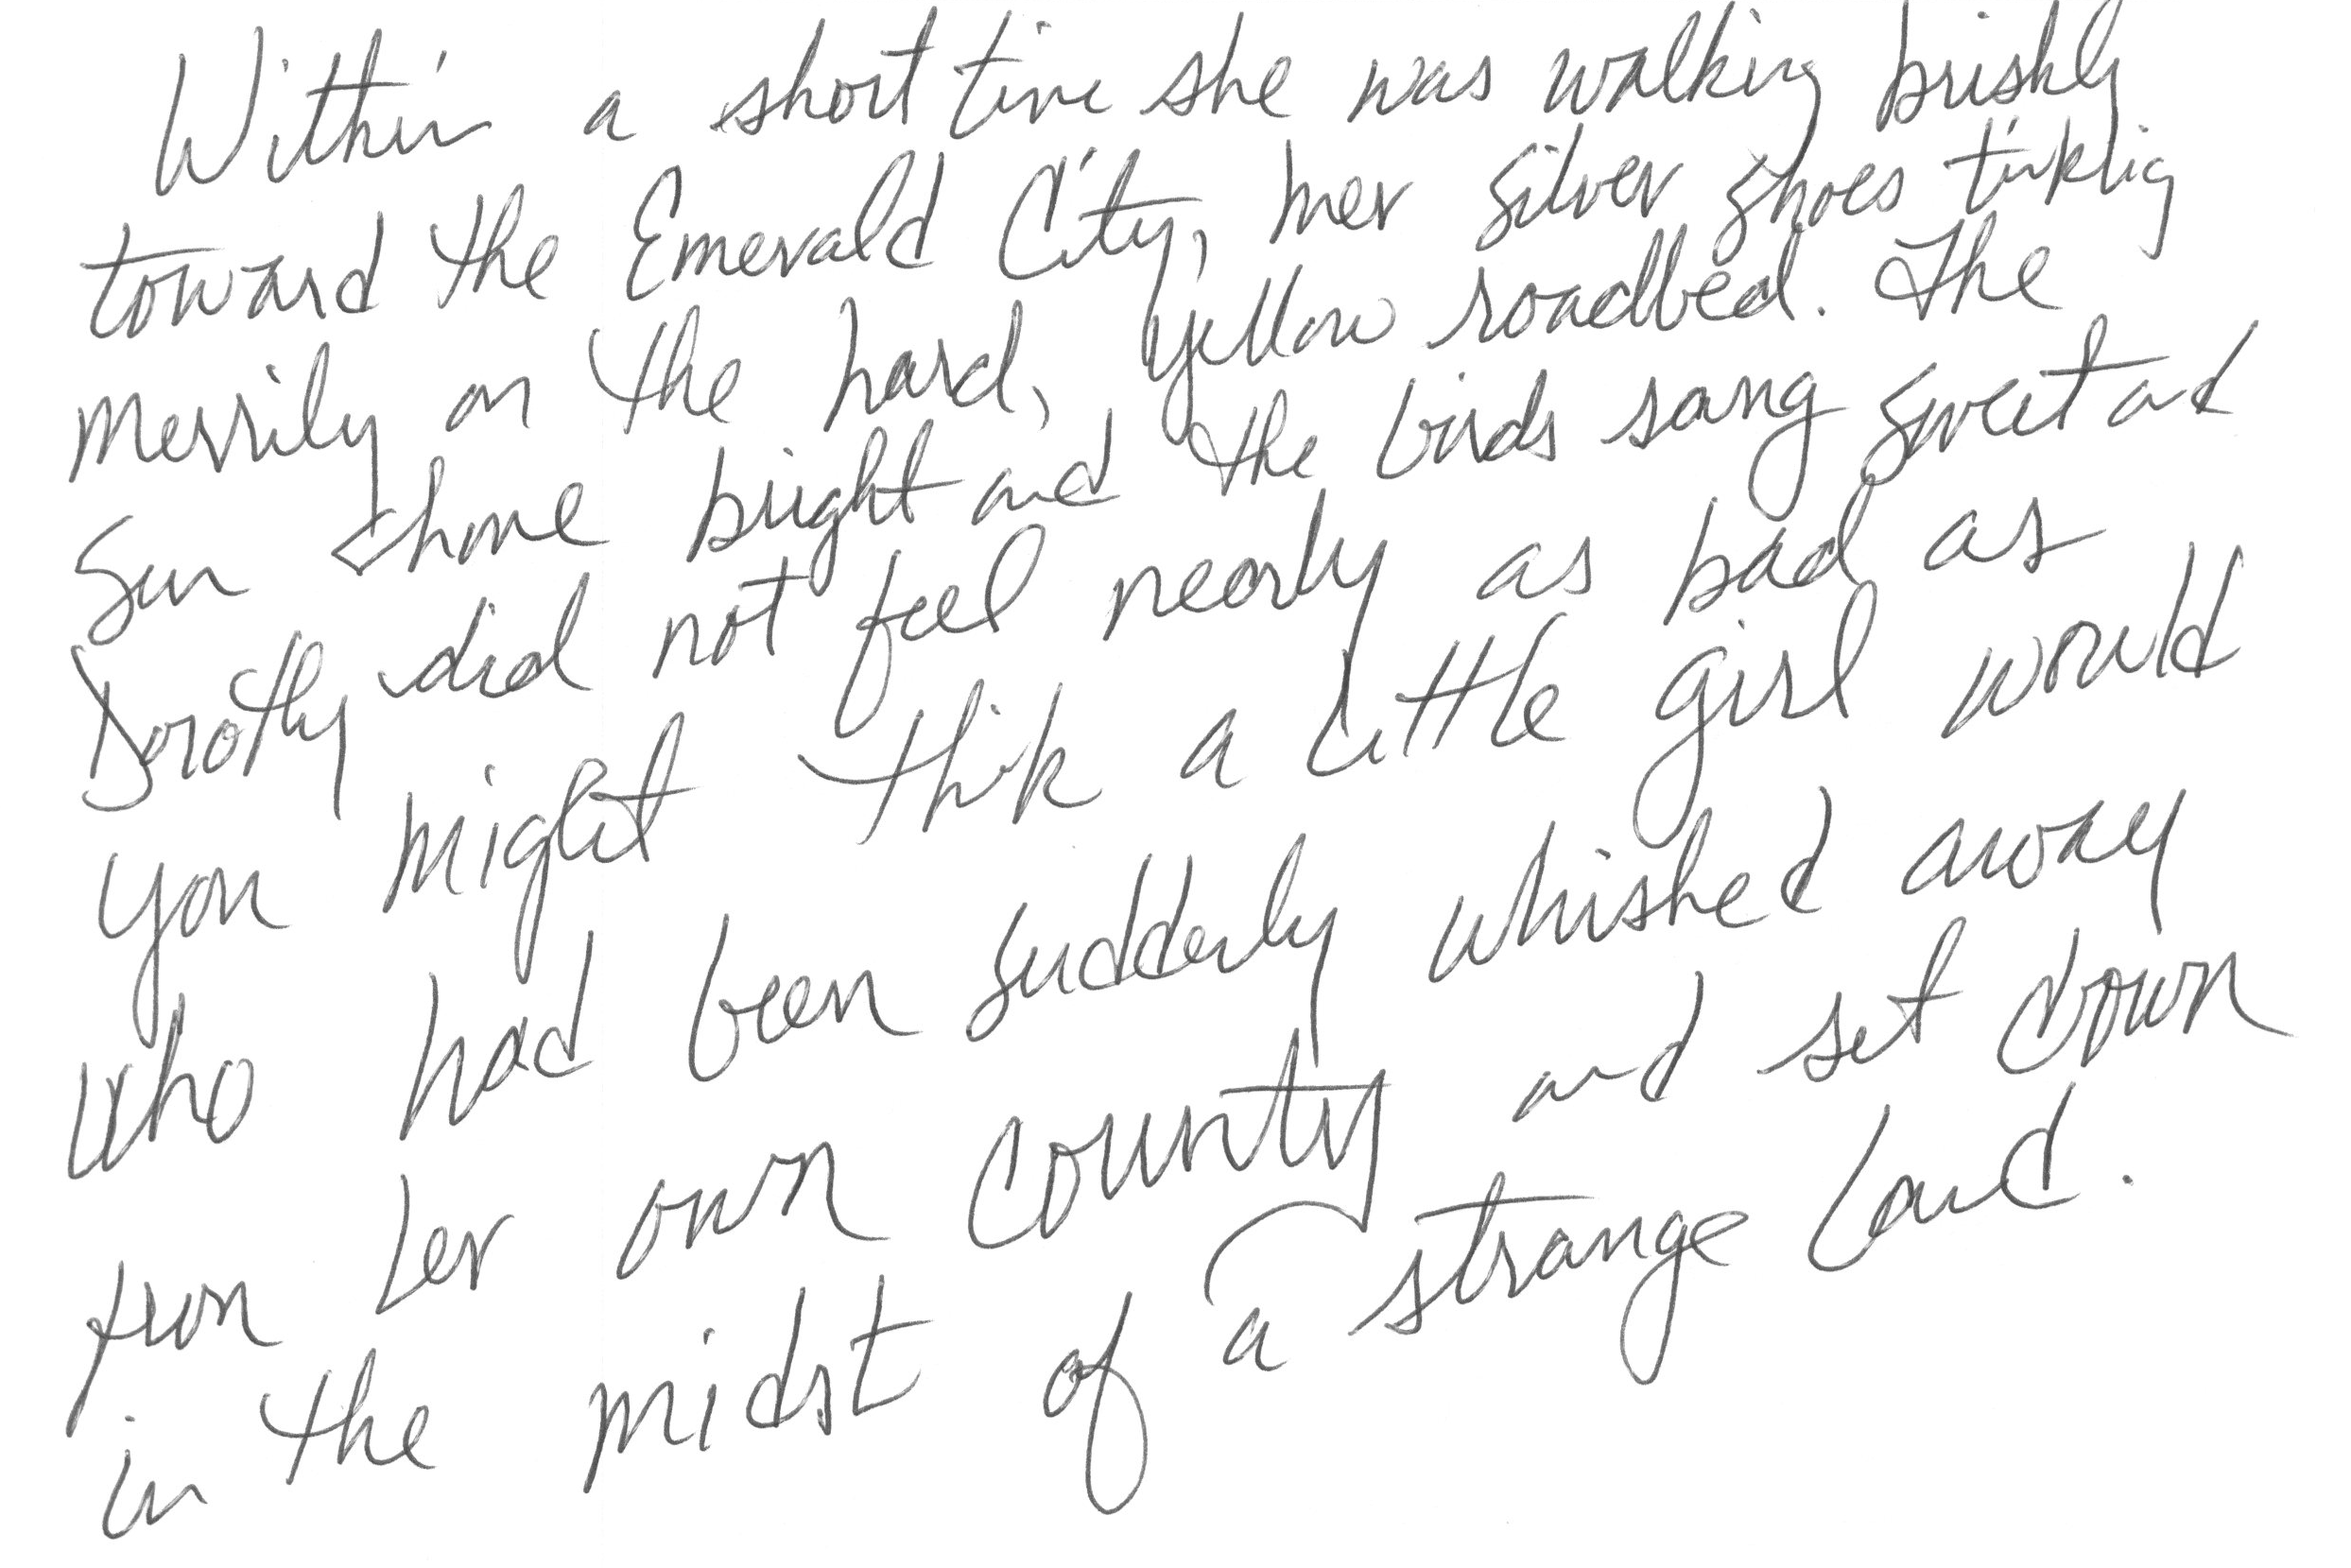 Within a short time she was walking briskly
toward the Emerald City, her silver shoes tinkling
merrily on the hard, yellow roadbed. The
sun shone bright and the birds sang sweet and
Dorothy did not feel nearly as bad as
you might think a little girl would
who had been suddenly whished away
from her own country and set down
in the midst of a strange land.